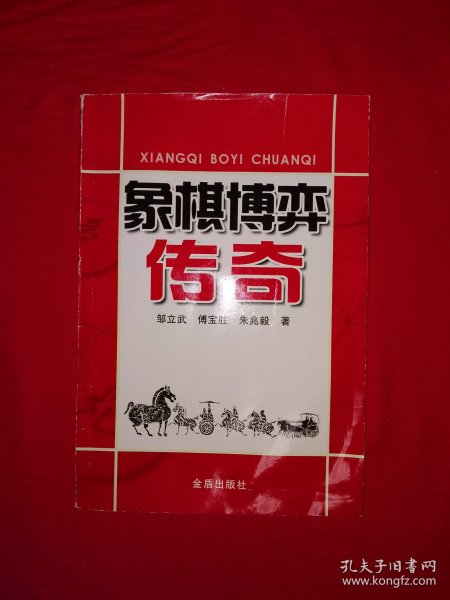 XIANGQI BOYI CHUANQI
象棋博弈
传奇
邹立武 傅宝胜 朱兆毅 著
金盾出版社
孔夫子旧书网
www.kongfz.com